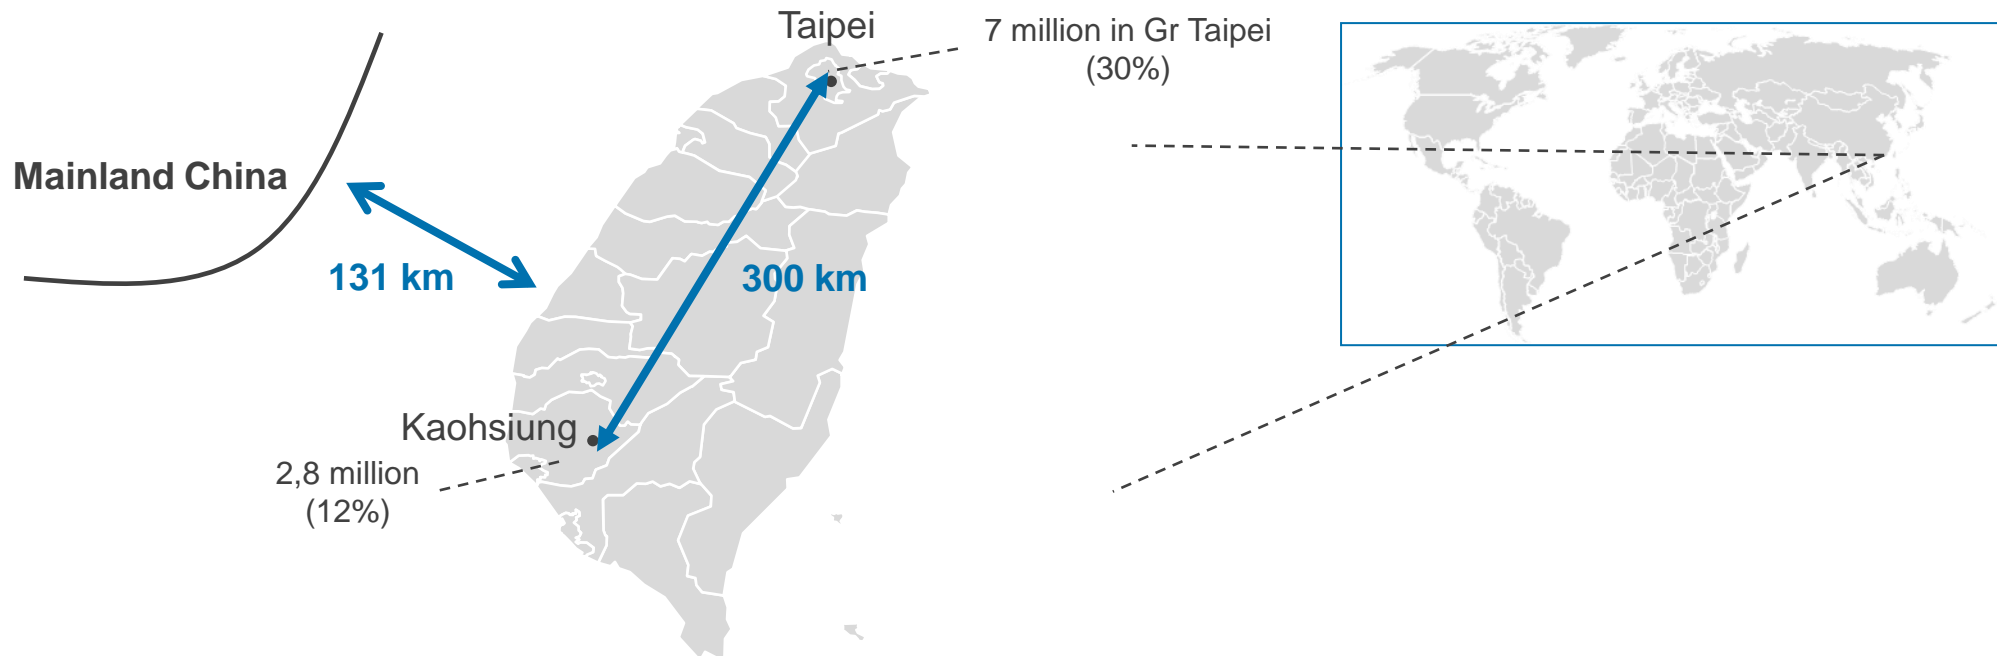 Taipei
7 million in Gr Taipei
(30%)
Mainland China
131 km
300 km
Kaohsiung
2,8 million
(12%)